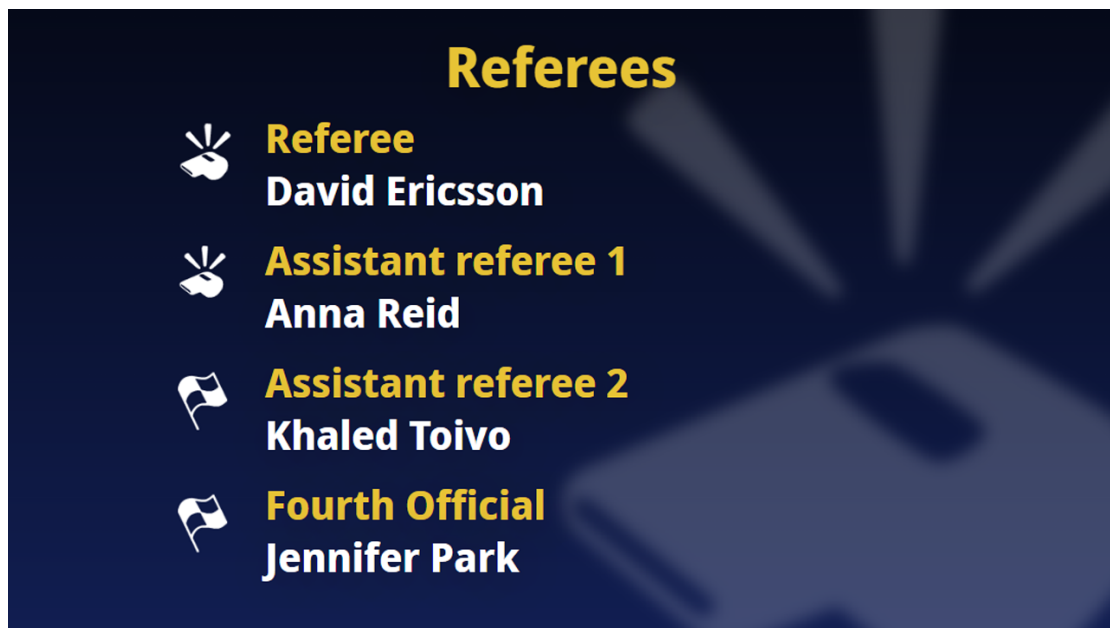 Referees
Referee
David Ericsson
Assistant referee 1
Anna Reid
Assistant referee 2
Khaled Toivo
Fourth Official
Jennifer Park